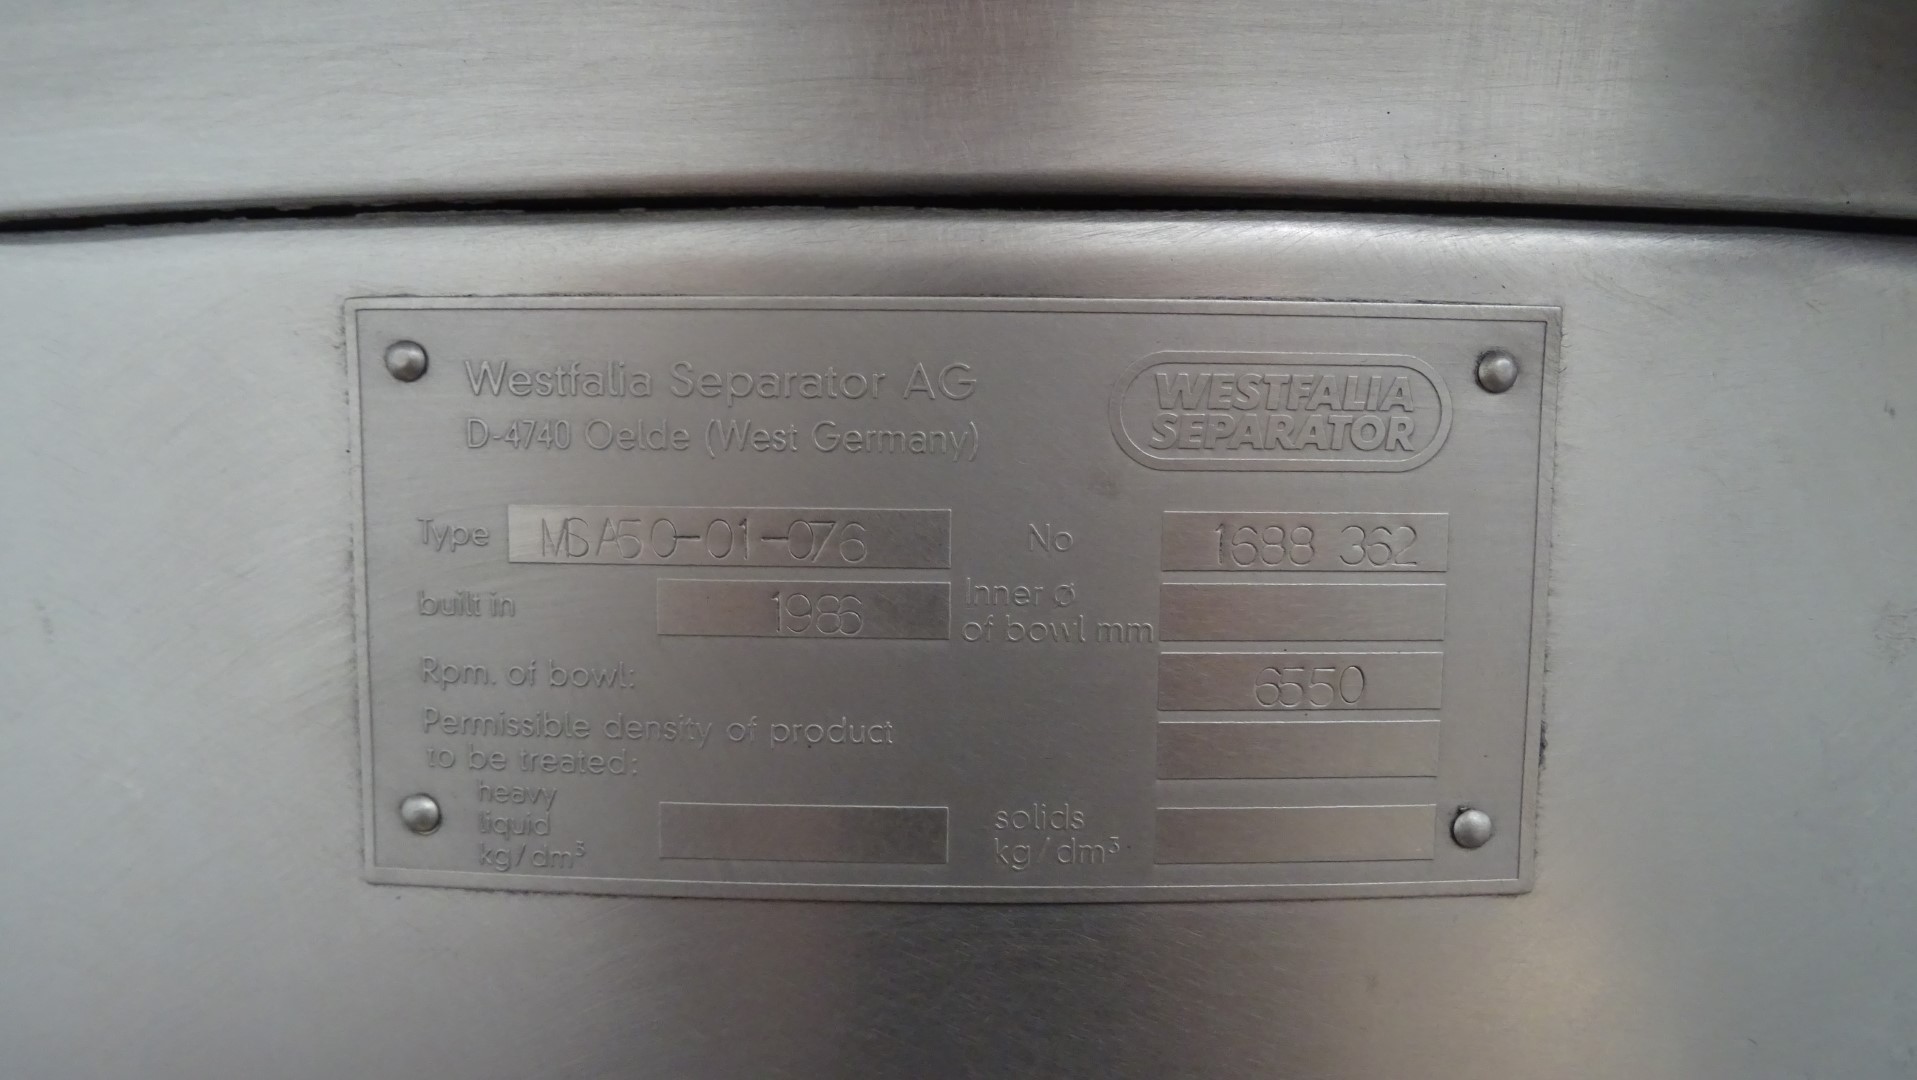 Westfalia Separator AG
D-4740 Oelde (West Germany)
WESTFALIA
SEPARATOR
Type MSA50-01-076 No 1688 362
built in 1986 Inner ø
of bowl mm
Rpm. of bowl: 6550
Permissible density of product
to be treated:
heavy
liquid
kg/dm³
solids
kg/dm³